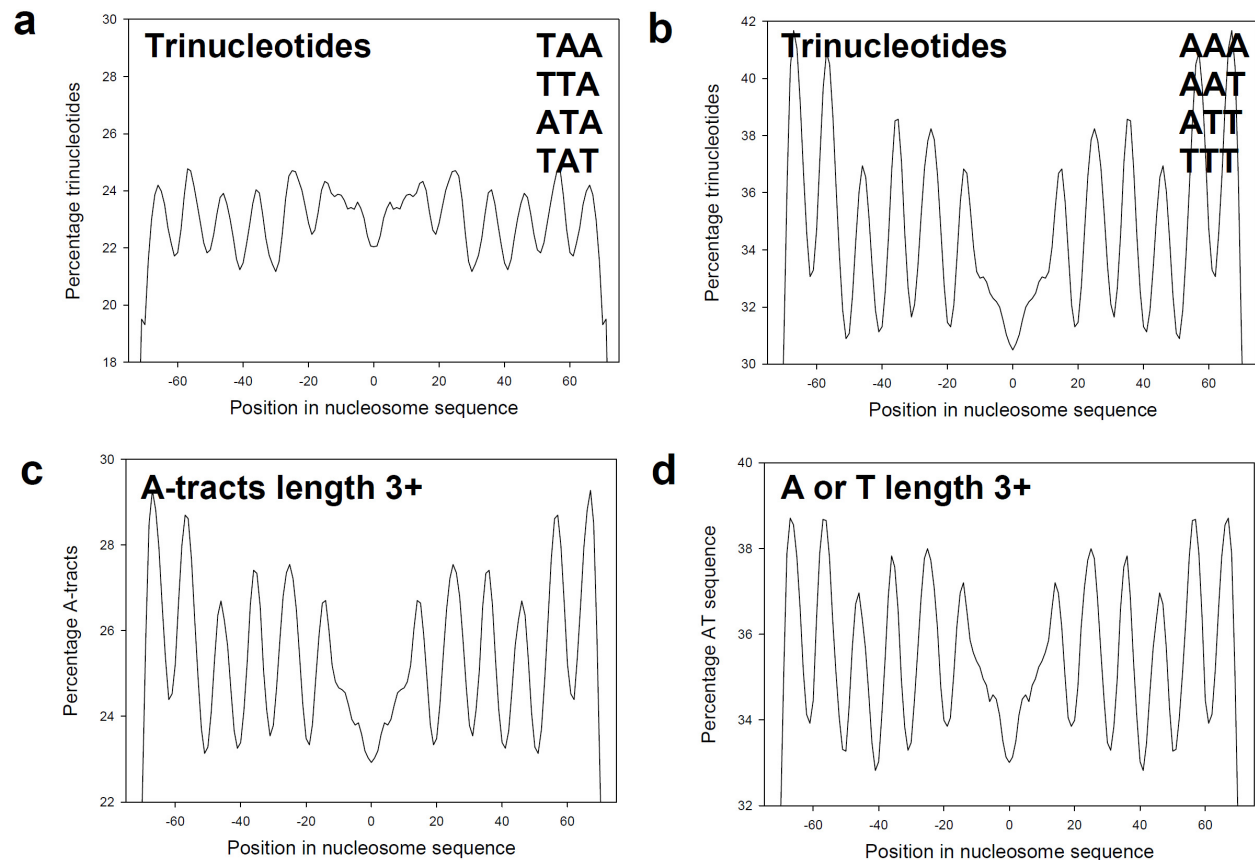 a
Trinucleotides
TAA
TTA
ATA
TAT
Percentage trinucleotides
30
28
26
24
22
20
18
-60 -40 -20 0 20 40 60
Position in nucleosome sequence
b
Trinucleotides
AAA
AAT
ATT
TTT
Percentage trinucleotides
42
40
38
36
34
32
30
-60 -40 -20 0 20 40 60
Position in nucleosome sequence
c
A-tracts length 3+
Percentage A-tracts
30
28
26
24
22
-60 -40 -20 0 20 40 60
Position in nucleosome sequence
d
A or T length 3+
Percentage AT sequence
40
38
36
34
32
-60 -40 -20 0 20 40 60
Position in nucleosome sequence